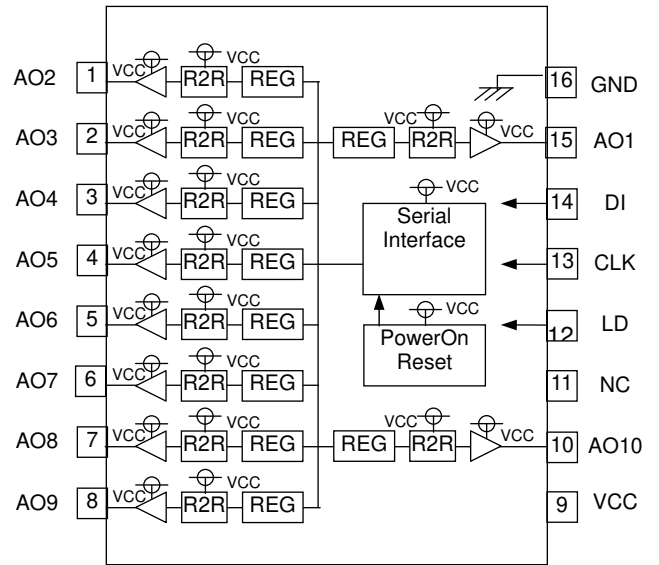 AO2 1 VCC R2R VCC REG 16 GND
AO3 2 VCC R2R VCC REG REG VCC R2R VCC 15 AO1
AO4 3 VCC R2R VCC REG VCC 14 DI
Serial
Interface
AO5 4 VCC R2R VCC REG 13 CLK
AO6 5 VCC R2R VCC REG VCC 12 LD
PowerOn
Reset
AO7 6 VCC R2R VCC REG 11 NC
AO8 7 VCC R2R VCC REG REG VCC R2R VCC 10 AO10
AO9 8 VCC R2R VCC REG 9 VCC